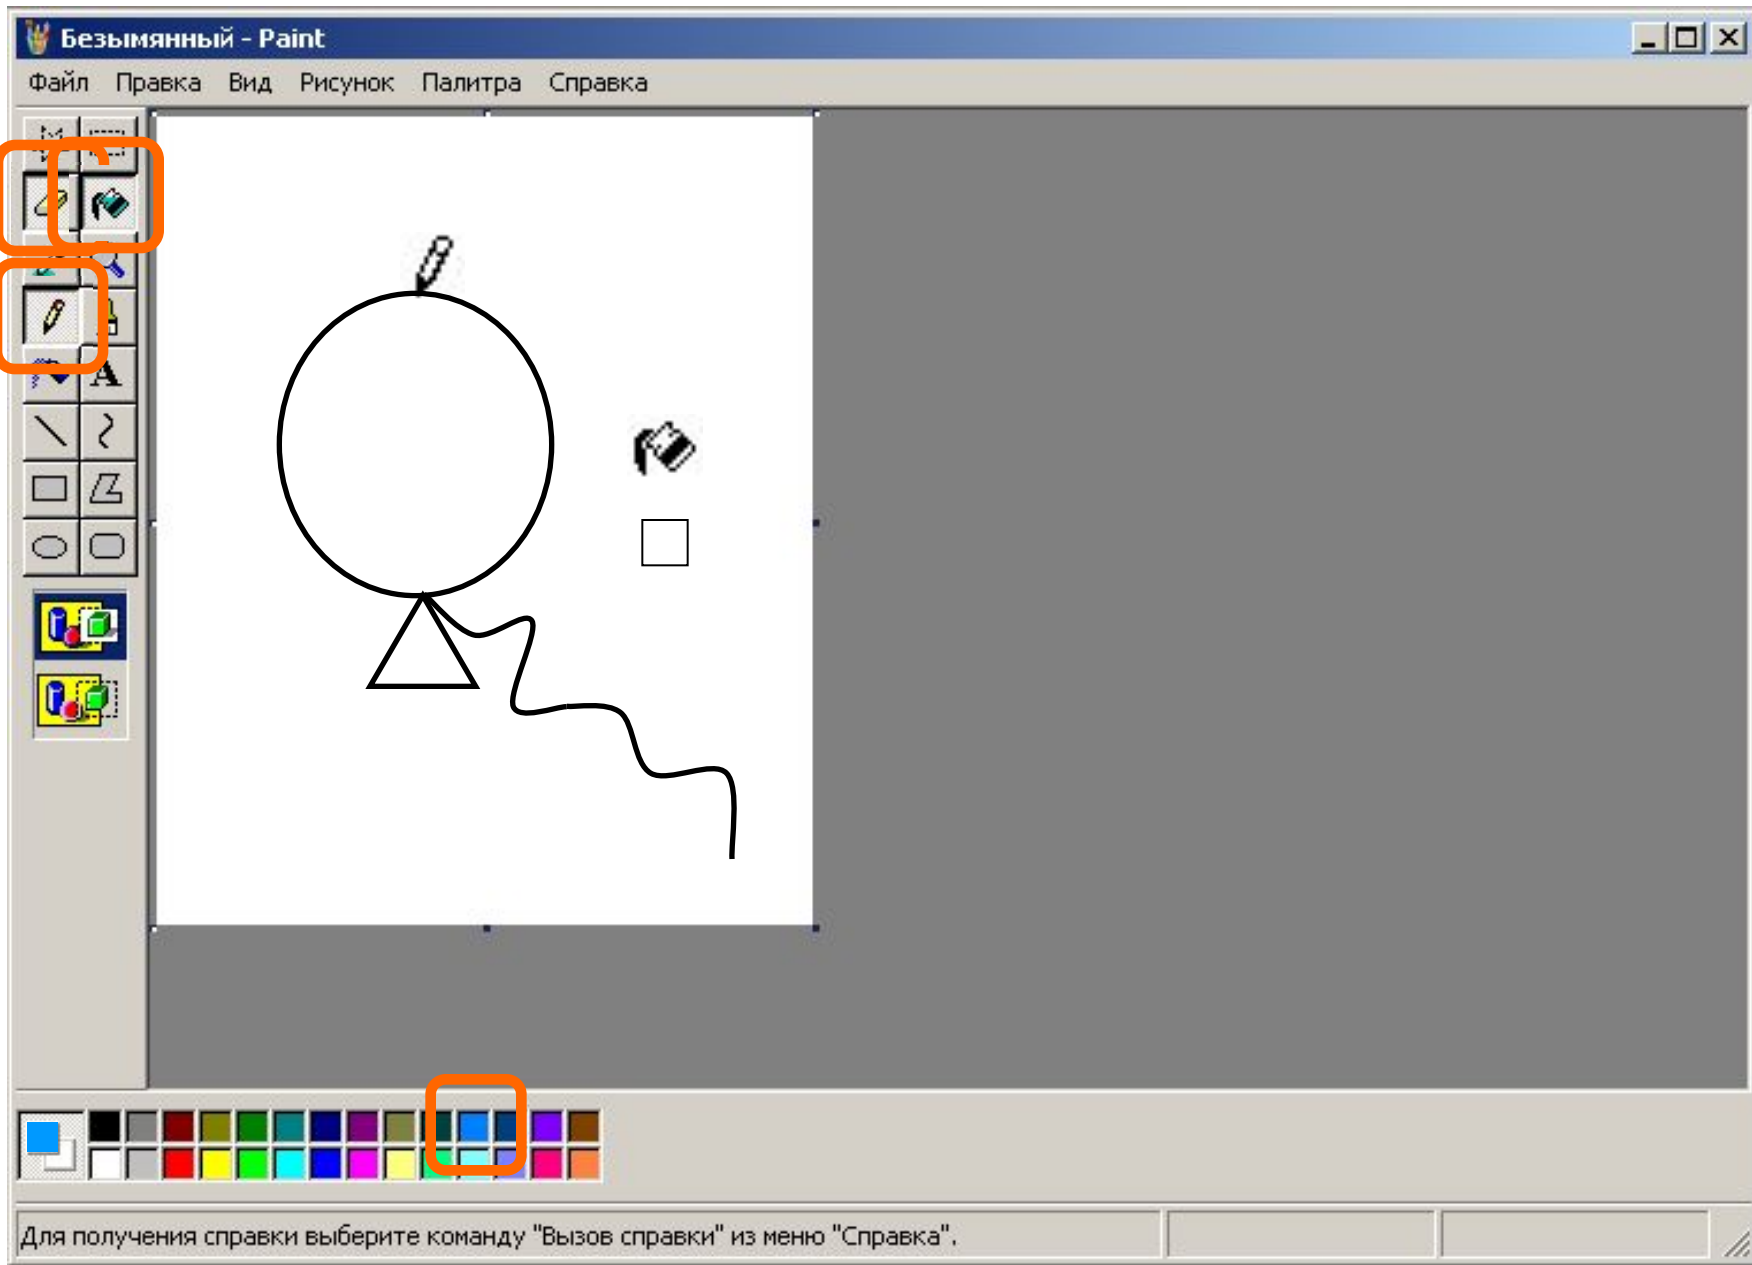 Безымянный - Paint
Файл Правка Вид Рисунок Палитра Справка
A
Для получения справки выберите команду "Вызов справки" из меню "Справка".